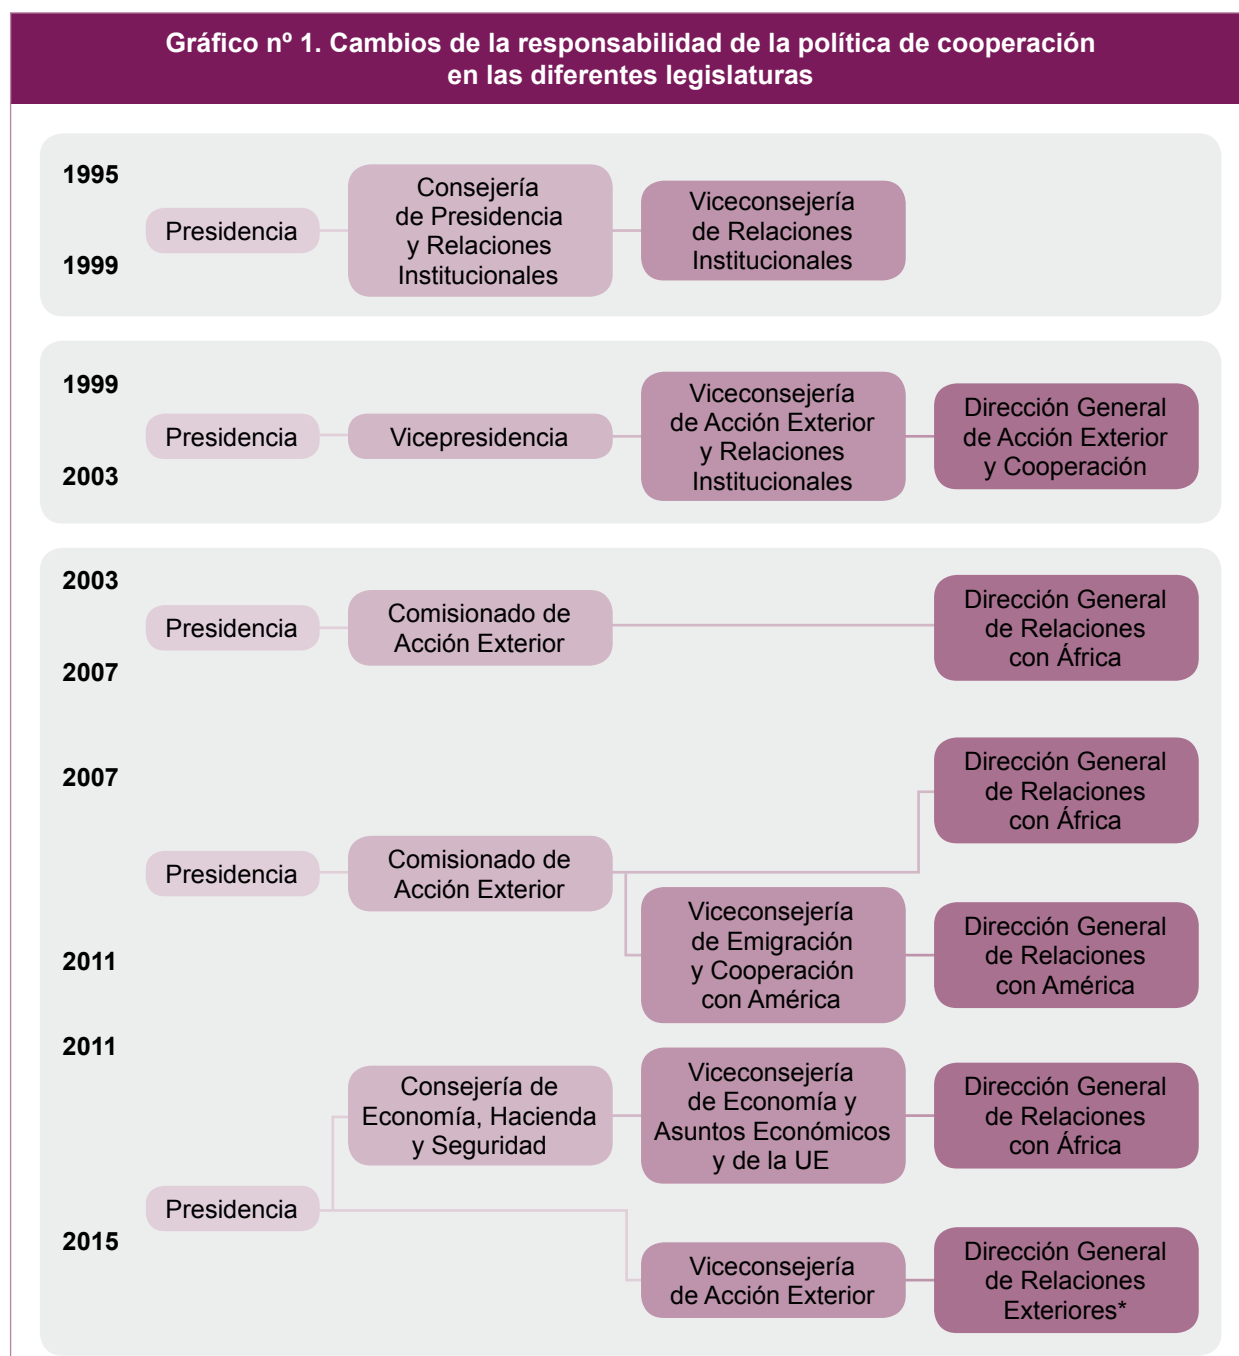 Gráfico nº 1. Cambios de la responsabilidad de la política de cooperación
en las diferentes legislaturas
1995
1999
Presidencia
Consejería
de Presidencia
y Relaciones
Institucionales
Viceconsejería
de Relaciones
Institucionales
1999
2003
Presidencia
Vicepresidencia
Viceconsejería
de Acción Exterior
y Relaciones
Institucionales
Dirección General
de Acción Exterior
y Cooperación
2003
2007
Presidencia
Comisionado de
Acción Exterior
Dirección General
de Relaciones
con África
2007
2011
Presidencia
Comisionado de
Acción Exterior
Dirección General
de Relaciones
con África
Viceconsejería
de Emigración
y Cooperación
con América
Dirección General
de Relaciones
con América
2011
2015
Presidencia
Consejería de
Economía, Hacienda
y Seguridad
Viceconsejería
de Economía y
Asuntos Económicos
y de la UE
Dirección General
de Relaciones
con África
Viceconsejería
de Acción Exterior
Dirección General
de Relaciones
Exteriores*